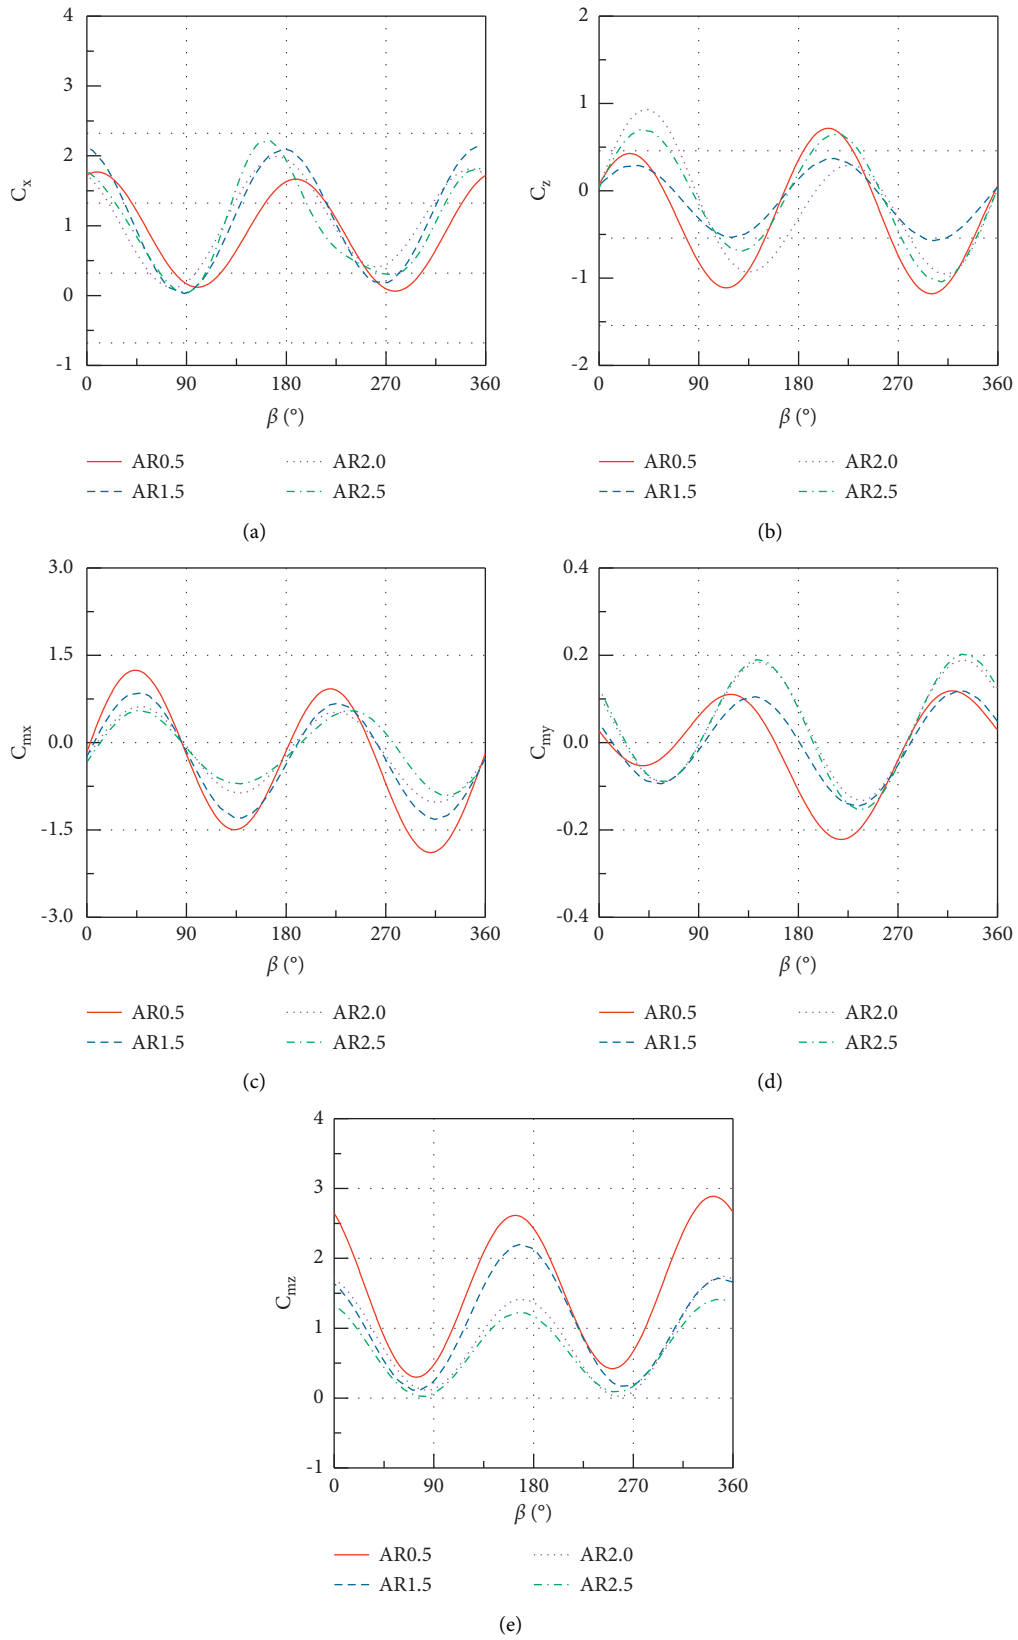 4
3
2
1
0
-1
C_x
0 90 180 270 360
β (°)
AR0.5 AR2.0
AR1.5 AR2.5
(a)
2
1
0
-1
-2
C_z
0 90 180 270 360
β (°)
AR0.5 AR2.0
AR1.5 AR2.5
(b)
3.0
1.5
0.0
-1.5
-3.0
C_mx
0 90 180 270 360
β (°)
AR0.5 AR2.0
AR1.5 AR2.5
(c)
0.4
0.2
0.0
-0.2
-0.4
C_my
0 90 180 270 360
β (°)
AR0.5 AR2.0
AR1.5 AR2.5
(d)
4
3
2
1
0
-1
C_mz
0 90 180 270 360
β (°)
AR0.5 AR2.0
AR1.5 AR2.5
(e)